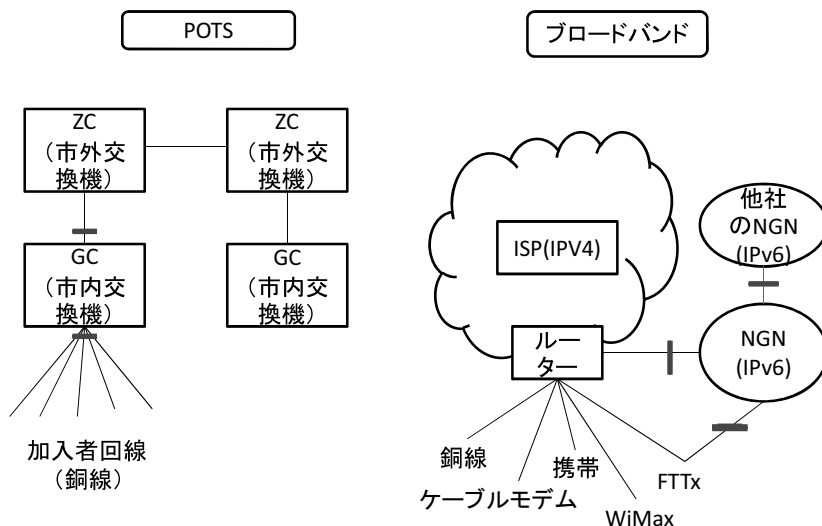 POTS
ZC
（市外交
換機）
ZC
（市外交
換機）
GC
（市内交
換機）
GC
（市内交
換機）
加入者回線
（銅線）
ブロードバンド
ISP(IPV4)
他社
のNGN
(IPv6)
ルー
ター
NGN
(IPv6)
銅線
ケーブルモデム
携帯
WiMax
FTTx